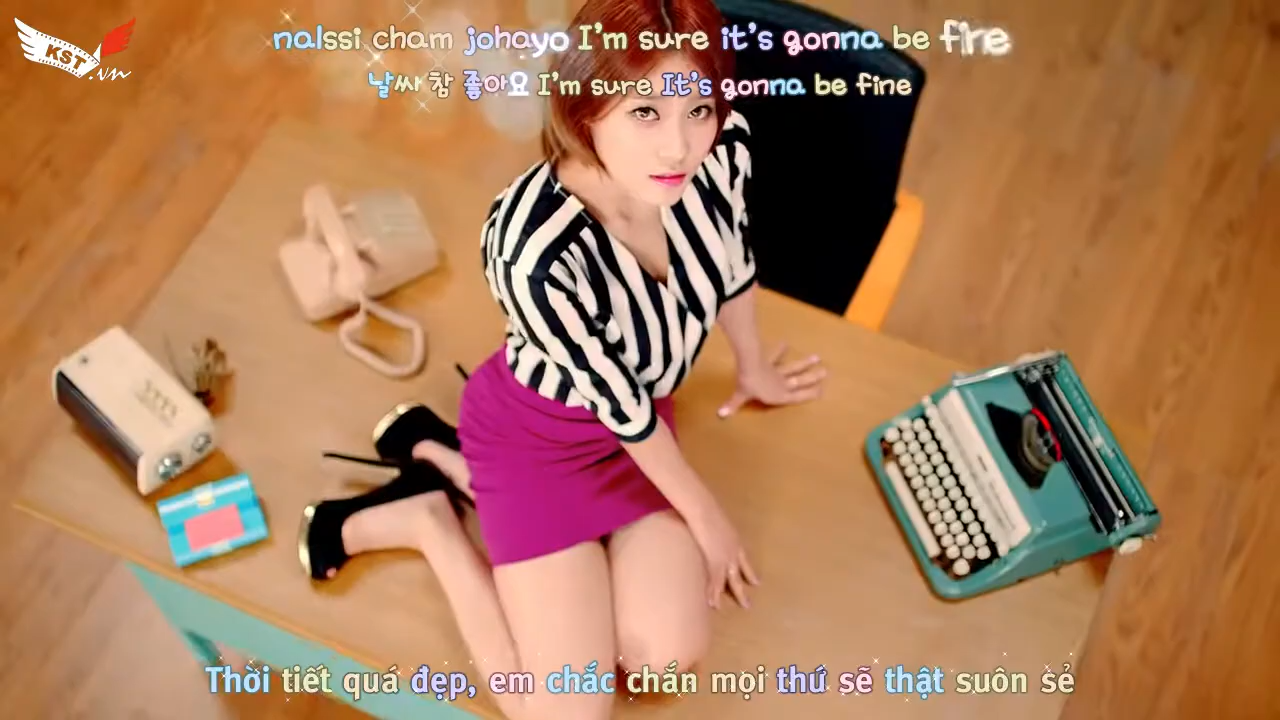 KST.vn
nalssi cham johayo I'm sure it's gonna be fine
날씨 참 좋아요 I'm sure It's gonna be fine
Thời tiết quá đẹp, em chắc chắn mọi thứ sẽ thật suôn sẻ